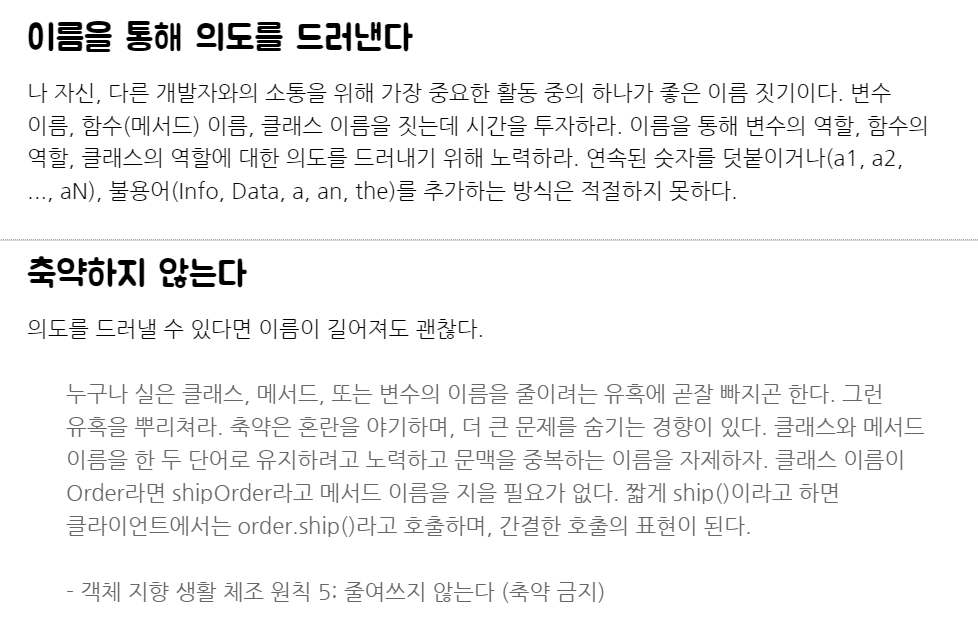 이름을 통해 의도를 드러낸다
나 자신, 다른 개발자와의 소통을 위해 가장 중요한 활동 중의 하나가 좋은 이름 짓기이다. 변수
이름, 함수(메서드) 이름, 클래스 이름을 짓는데 시간을 투자하라. 이름을 통해 변수의 역할, 함수의
역할, 클래스의 역할에 대한 의도를 드러내기 위해 노력하라. 연속된 숫자를 덧붙이거나(a1, a2,
..., aN), 불용어(Info, Data, a, an, the)를 추가하는 방식은 적절하지 못하다.
축약하지 않는다
의도를 드러낼 수 있다면 이름이 길어져도 괜찮다.
누구나 실은 클래스, 메서드, 또는 변수의 이름을 줄이려는 유혹에 곧잘 빠지곤 한다. 그런
유혹을 뿌리쳐라. 축약은 혼란을 야기하며, 더 큰 문제를 숨기는 경향이 있다. 클래스와 메서드
이름을 한 두 단어로 유지하려고 노력하고 문맥을 중복하는 이름을 자제하자. 클래스 이름이
Order라면 shipOrder라고 메서드 이름을 지을 필요가 없다. 짧게 ship()이라고 하면
클라이언트에서는 order.ship()라고 호출하며, 간결한 호출의 표현이 된다.
- 객체 지향 생활 체조 원칙 5: 줄여쓰지 않는다 (축약 금지)